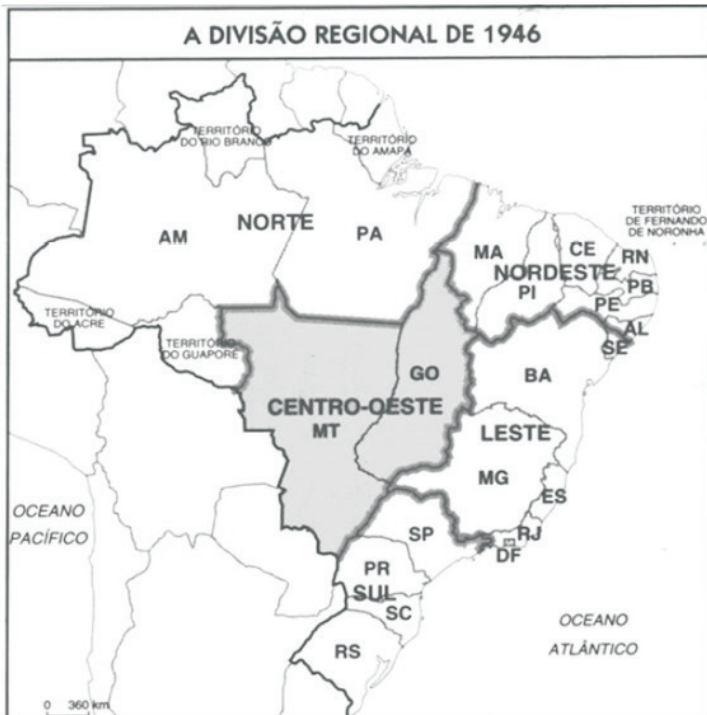 A DIVISÃO REGIONAL DE 1946
TERRITÓRIO
DO RIO BRANCO
TERRITÓRIO
DO AMAPÁ
TERRITÓRIO
DE FERNANDO
DE NORONHA
AM
NORTE
PA
MA
CE
RN
NORDESTE
PB
PI
PE
AL
SE
TERRITÓRIO
DO ACRE
TERRITÓRIO
DO GUAPORÉ
GO
BA
CENTRO-OESTE
MT
LESTE
MG
ES
OCEANO
PACÍFICO
SP
RJ
DF
PR
SUL
SC
OCEANO
ATLÂNTICO
RS
0 360 km